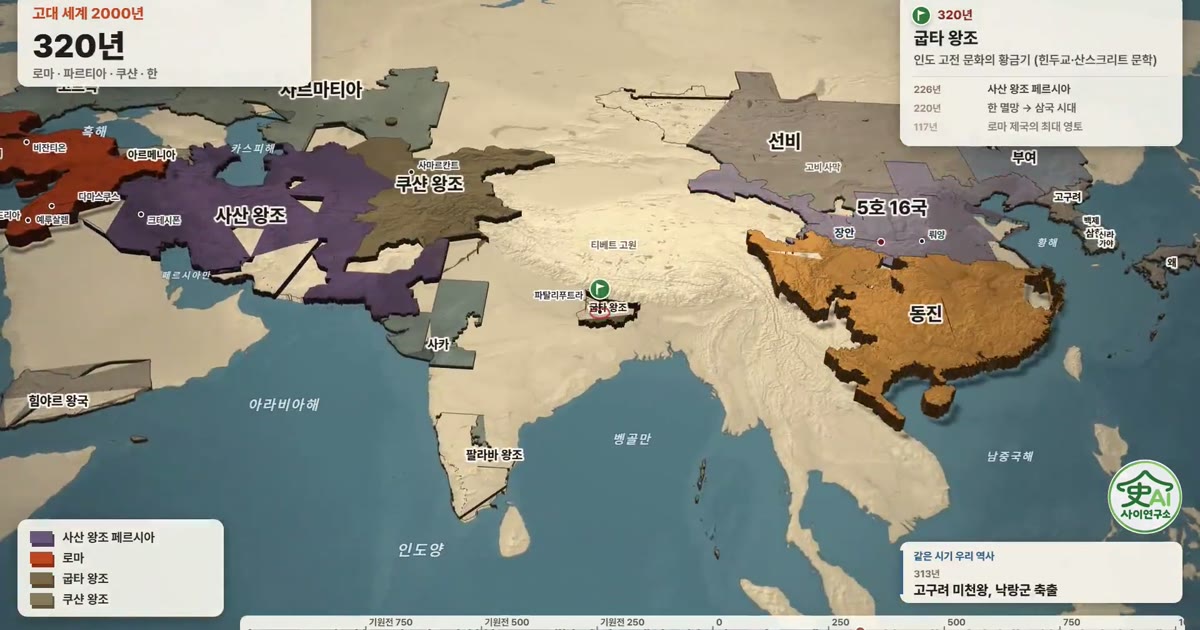 고대 세계 2000년
320년
로마 · 파르티아 · 쿠샨 · 한
320년
굽타 왕조
인도 고전 문화의 황금기 (힌두교·산스크리트 문학)
226년 사산 왕조 페르시아
220년 한 멸망 → 삼국 시대
117년 로마 제국의 최대 영토
사르마티아
흑해
비잔티온
아르메니아
카스피해
사마르칸트
쿠샨 왕조
다마스쿠스
예루살렘
크테시폰
사산 왕조
페르시아만
선비
고비 사막
부여
고구려
5호 16국
장안
뤄양
백제
신라
가야
황해
왜
티베트 고원
파탈리푸트라
굽타 왕조
동진
사카
힘야르 왕국
아라비아해
벵골만
팔라바 왕조
남중국해
인도양
史AI
사이연구소
사산 왕조 페르시아
로마
굽타 왕조
쿠샨 왕조
같은 시기 우리 역사
313년
고구려 미천왕, 낙랑군 축출
기원전 750
기원전 500
기원전 250
0
250
500
750